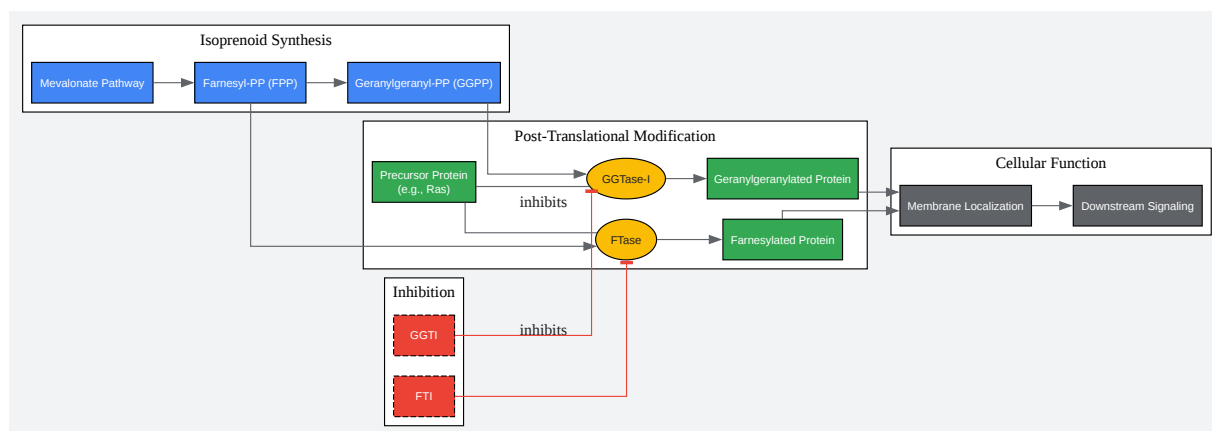 Isoprenoid Synthesis
Mevalonate Pathway
Farnesyl-PP (FPP)
Geranylgeranyl-PP (GGPP)
Post-Translational Modification
Precursor Protein
(e.g., Ras)
GGTase-I
Geranylgeranylated Protein
inhibits
FTase
Farnesylated Protein
Cellular Function
Membrane Localization
Downstream Signaling
Inhibition
GGTI
inhibits
FTI